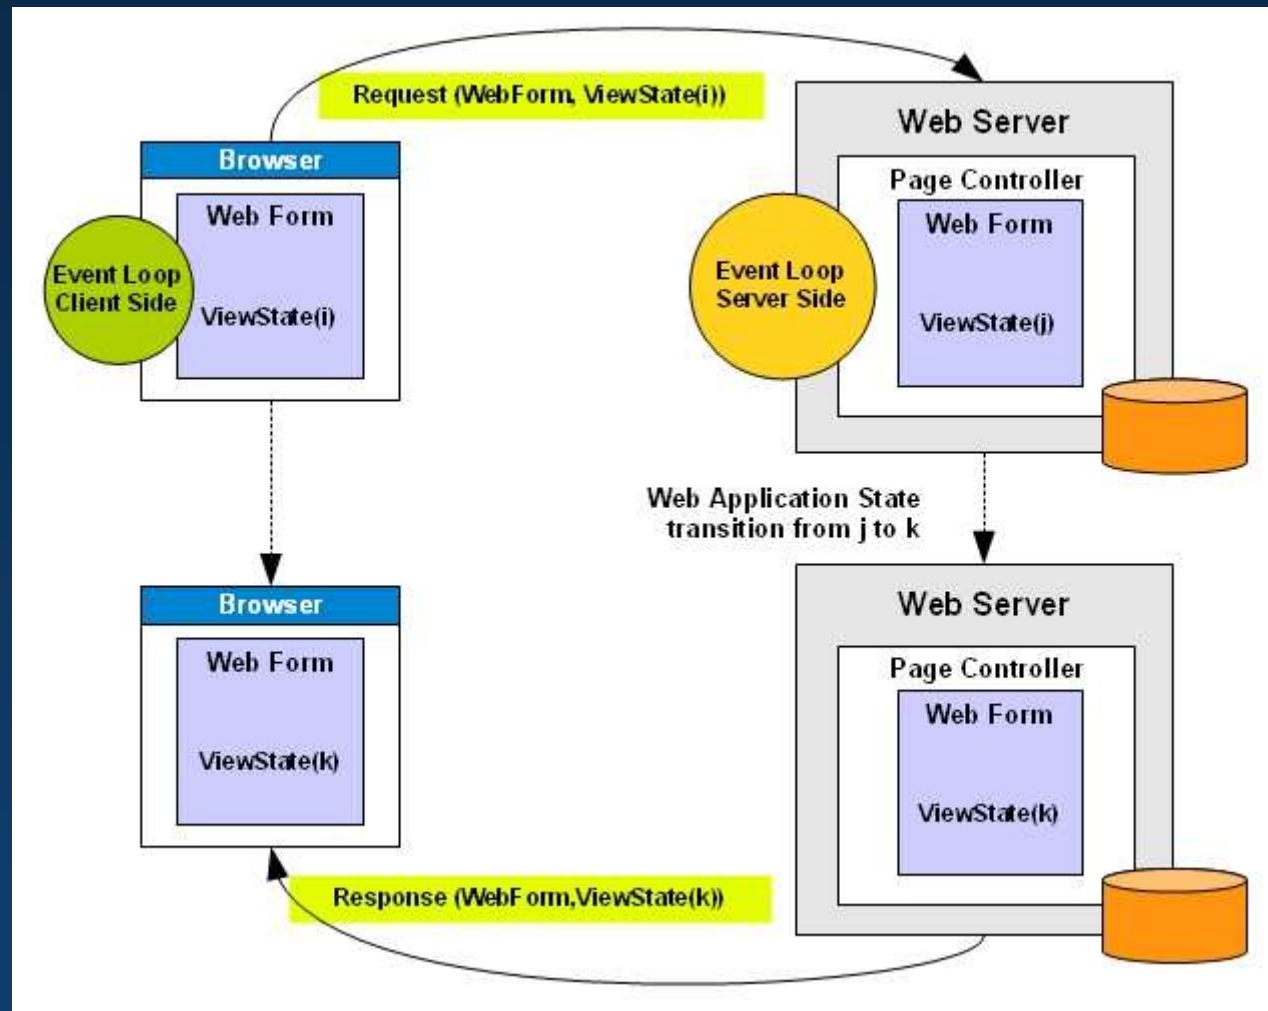 Request (WebForm, ViewState(i))
Browser
Web Form
Event Loop
Client Side
ViewState(i)
Web Server
Page Controller
Web Form
Event Loop
Server Side
ViewState(j)
Web Application State
transition from j to k
Browser
Web Form
ViewState(k)
Web Server
Page Controller
Web Form
ViewState(k)
Response (WebForm,ViewState(k))